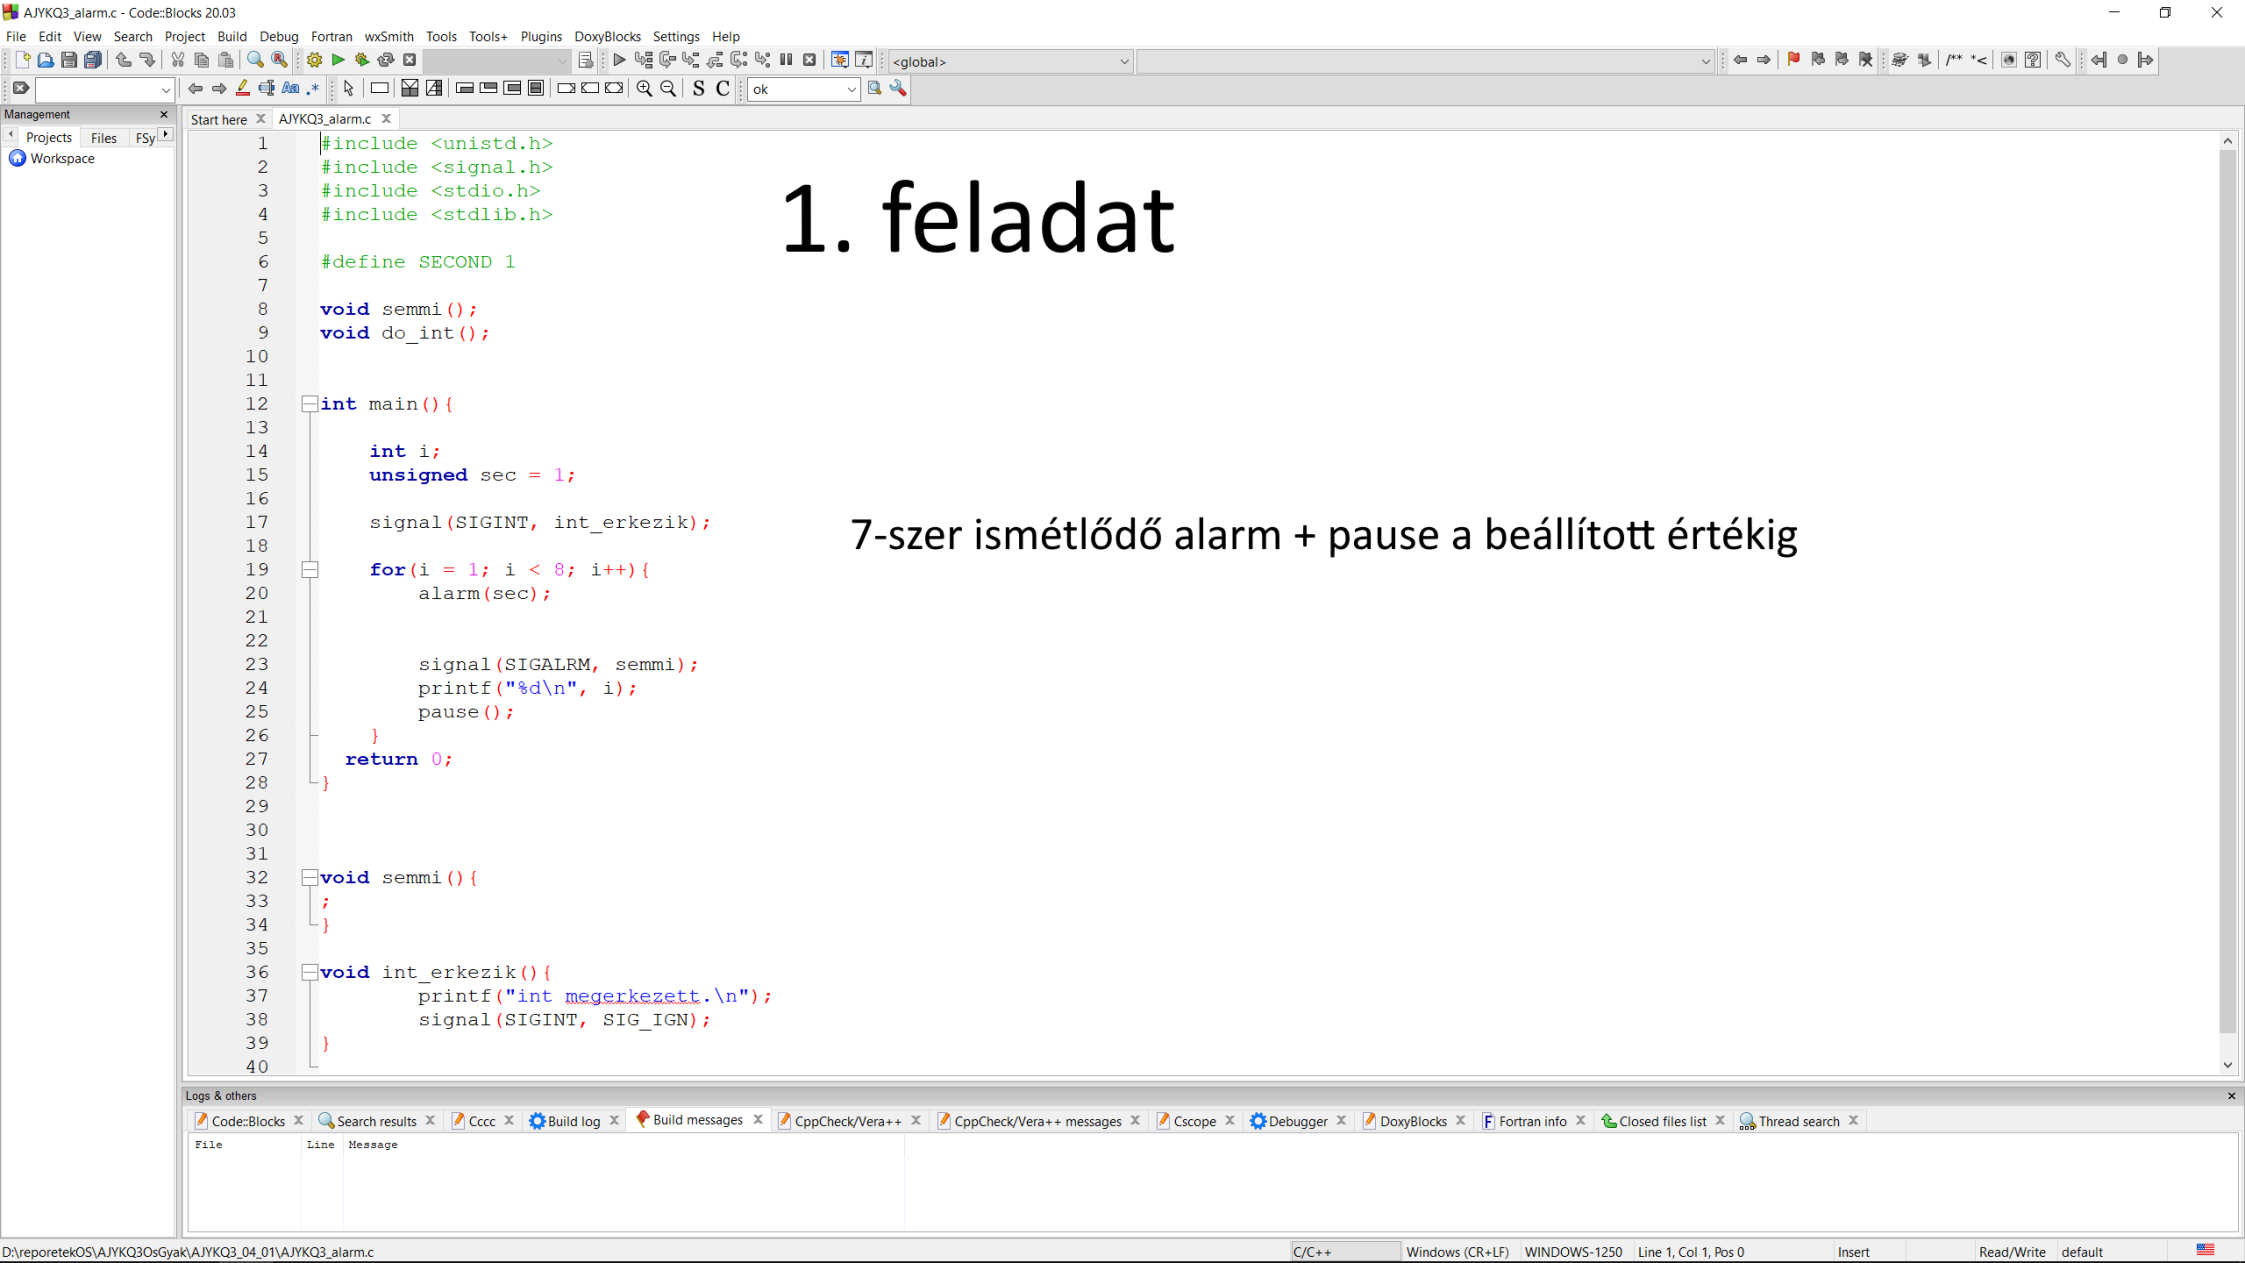 AJYKQ3_alarm.c - Code::Blocks 20.03
File Edit View Search Project Build Debug Fortran wxSmith Tools Tools+ Plugins DoxyBlocks Settings Help
<global>
/** *<
Aa .* S C ok
Management
Projects Files FSy
Workspace
Start here AJYKQ3_alarm.c
1 #include <unistd.h>
2 #include <signal.h>
3 #include <stdio.h>
4 #include <stdlib.h>
5
6 #define SECOND 1
7
8 void semmi();
9 void do_int();
10
11
12 int main(){
13
14 int i;
15 unsigned sec = 1;
16
17 signal(SIGINT, int_erkezik);
18
19 for(i = 1; i < 8; i++){
20 alarm(sec);
21
22
23 signal(SIGALRM, semmi);
24 printf("%d\n", i);
25 pause();
26 }
27 return 0;
28 }
29
30
31
32 void semmi(){
33 ;
34 }
35
36 void int_erkezik(){
37 printf("int megerkezett.\n");
38 signal(SIGINT, SIG_IGN);
39 }
40
1. feladat
7-szer ismétlődő alarm + pause a beállított értékig
Logs & others
Code::Blocks Search results Cccc Build log Build messages CppCheck/Vera++ CppCheck/Vera++ messages Cscope Debugger DoxyBlocks Fortran info Closed files list Thread search
File Line Message
D:\reporetekOS\AJYKQ3OsGyak\AJYKQ3_04_01\AJYKQ3_alarm.c C/C++ Windows (CR+LF) WINDOWS-1250 Line 1, Col 1, Pos 0 Insert Read/Write default